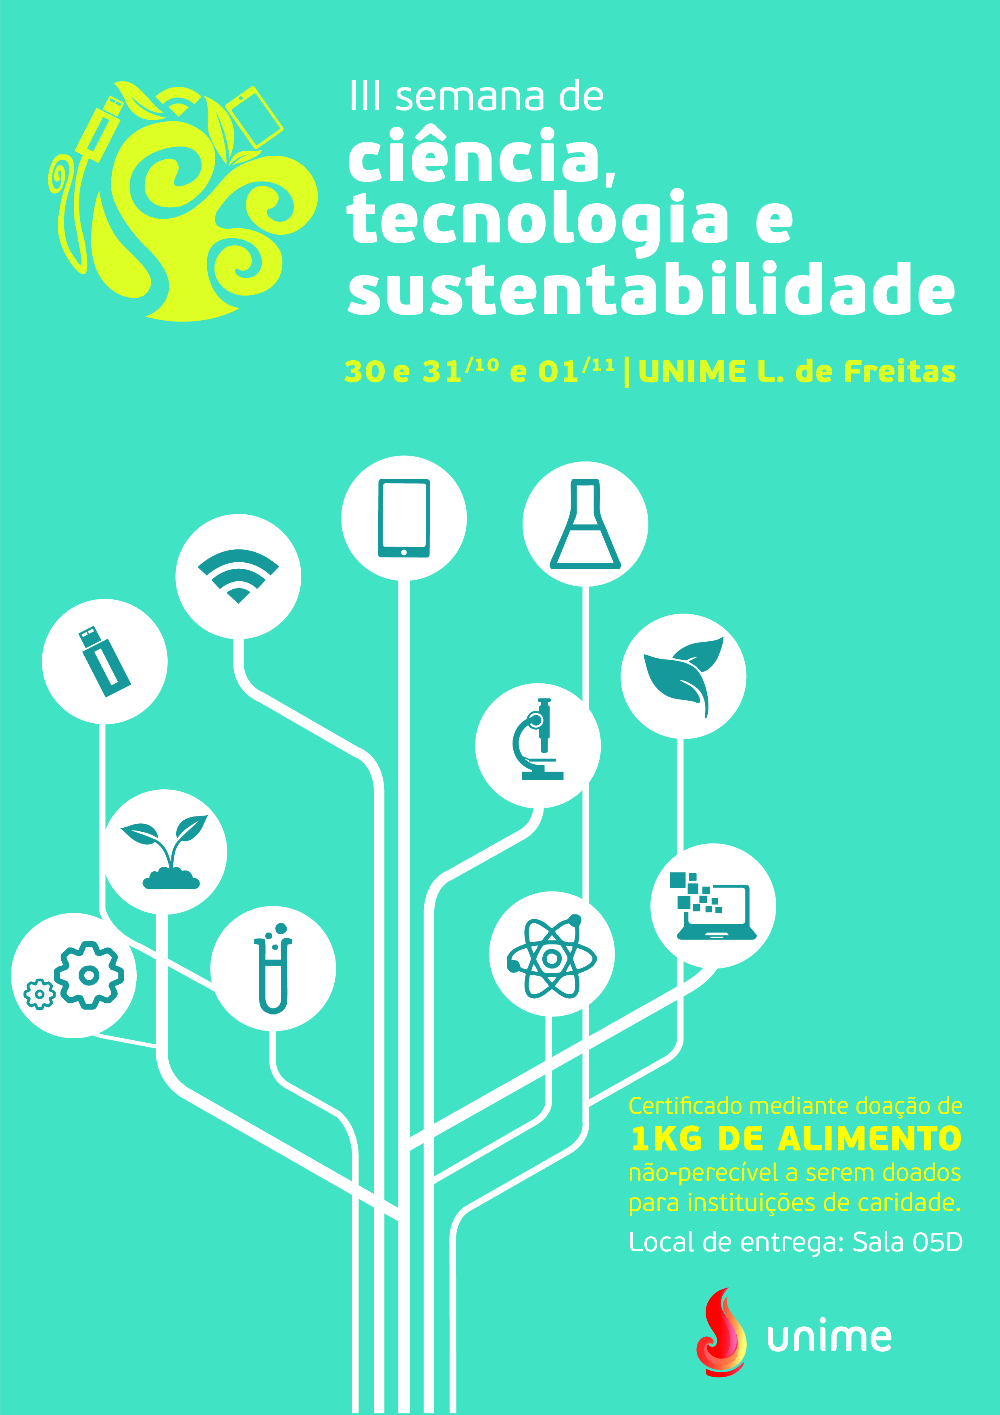 III semana de
ciência,
tecnologia e
sustentabilidade
30 e 31/10 e 01/11 | UNIME L. de Freitas
Certificado mediante doação de
1KG DE ALIMENTO
não-perecível a serem doados
para instituições de caridade.
Local de entrega: Sala 05D
unime